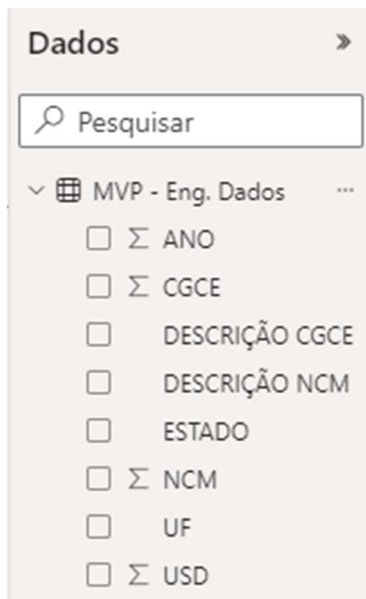 Dados
Pesquisar
MVP - Eng. Dados
Σ ANO
Σ CGCE
DESCRIÇÃO CGCE
DESCRIÇÃO NCM
ESTADO
Σ NCM
UF
Σ USD